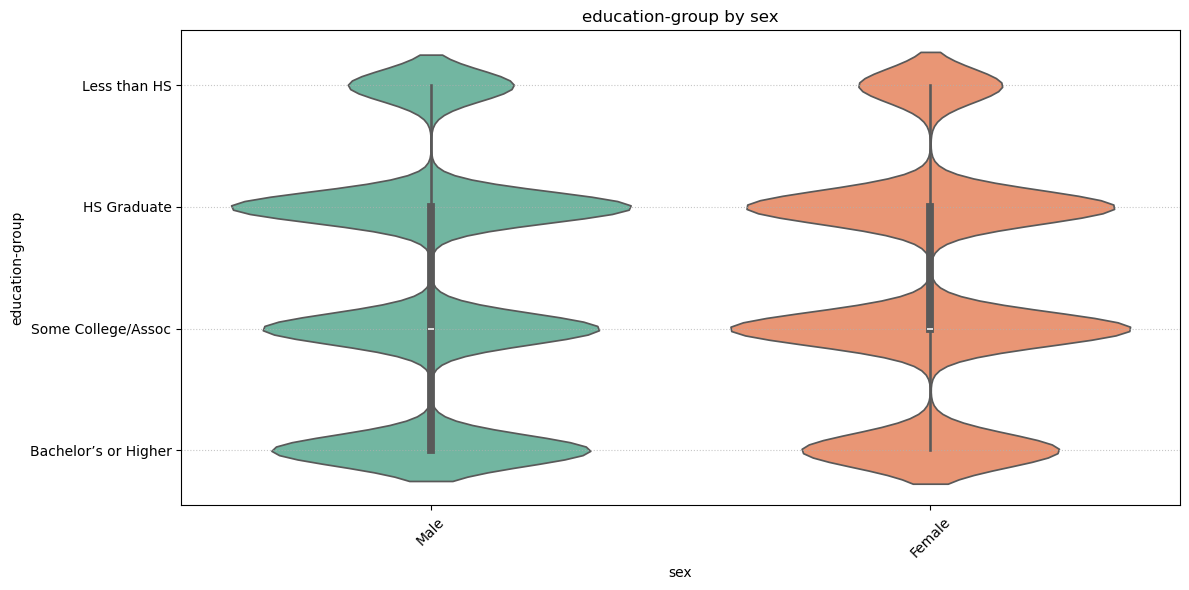 education-group by sex
education-group
Less than HS
HS Graduate
Some College/Assoc
Bachelor’s or Higher
Male
Female
sex